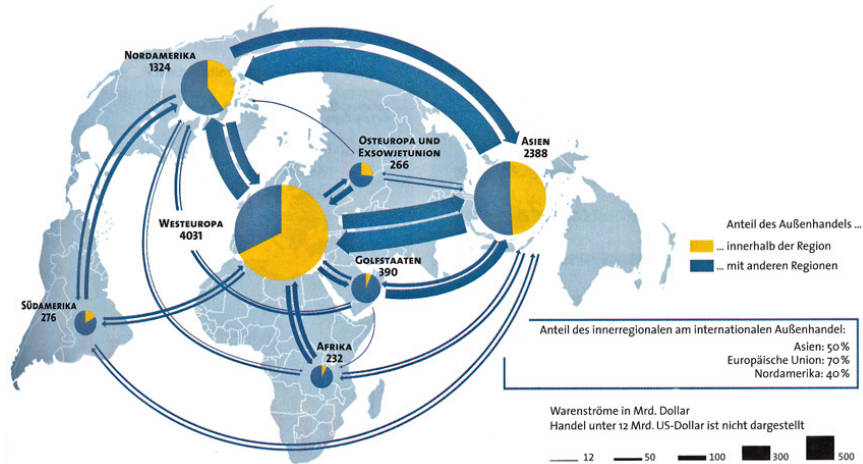 NORDAMERIKA
1324
OSTEUROPA UND
EXSOWJETUNION
266
ASIEN
2388
WESTEUROPA
4031
GOLFSTAATEN
390
SÜDAMERIKA
276
AFRIKA
232
Anteil des Außenhandels ...
... innerhalb der Region
... mit anderen Regionen
Anteil des innerregionalen am internationalen Außenhandel:
Asien: 50%
Europäische Union: 70%
Nordamerika: 40%
Warenströme in Mrd. Dollar
Handel unter 12 Mrd. US-Dollar ist nicht dargestellt
12 50 100 300 500